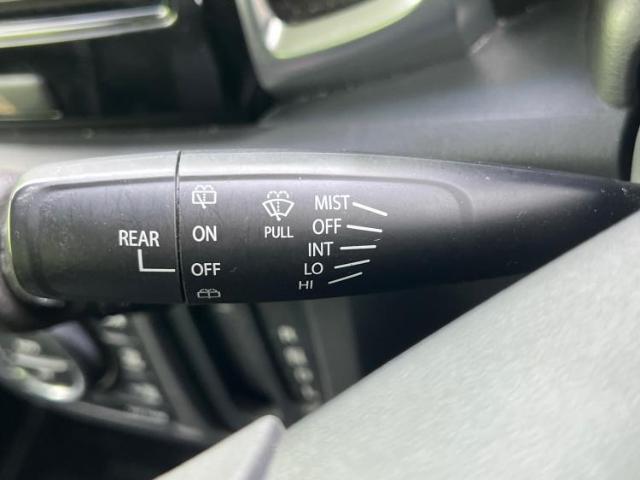 REAR
ON
OFF
PULL
MIST
OFF
INT
LO
HI